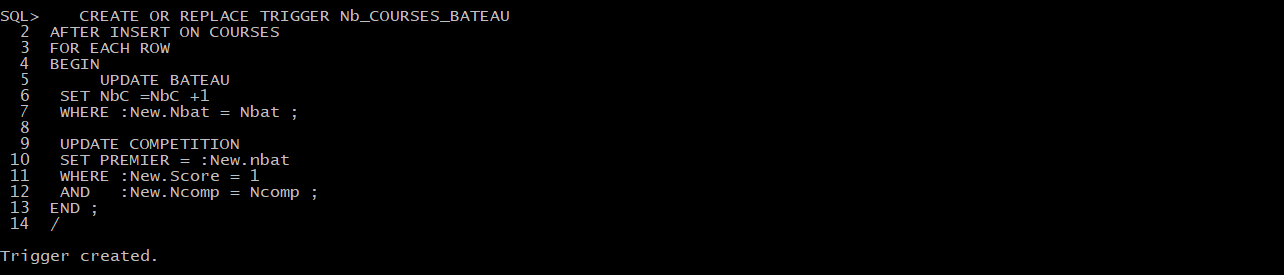 SQL>    CREATE OR REPLACE TRIGGER Nb_COURSES_BATEAU
  2  AFTER INSERT ON COURSES
  3  FOR EACH ROW
  4  BEGIN
  5       UPDATE BATEAU
  6   SET NbC =NbC +1
  7   WHERE :New.Nbat = Nbat ;
  8
  9   UPDATE COMPETITION
 10   SET PREMIER = :New.nbat
 11   WHERE :New.Score = 1
 12   AND   :New.Ncomp = Ncomp ;
 13  END ;
 14  /
Trigger created.